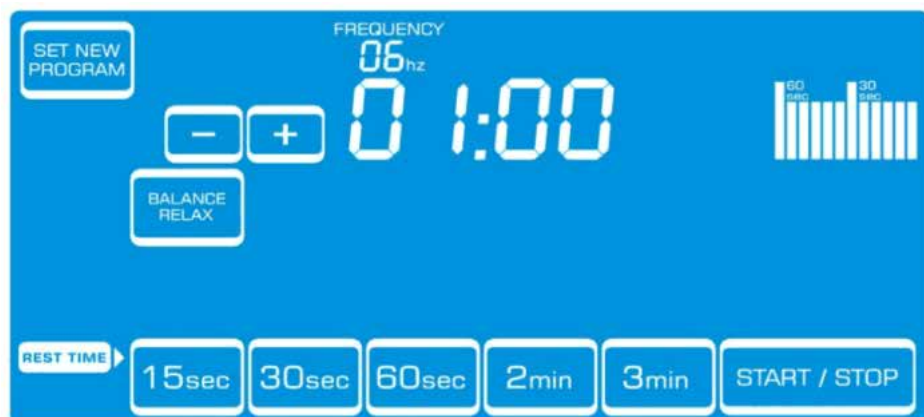 SET NEW
PROGRAM
FREQUENCY
06hz
- + 01:00
60
sec
30
sec
BALANCE
RELAX
REST TIME
15sec 30sec 60sec 2min 3min START / STOP